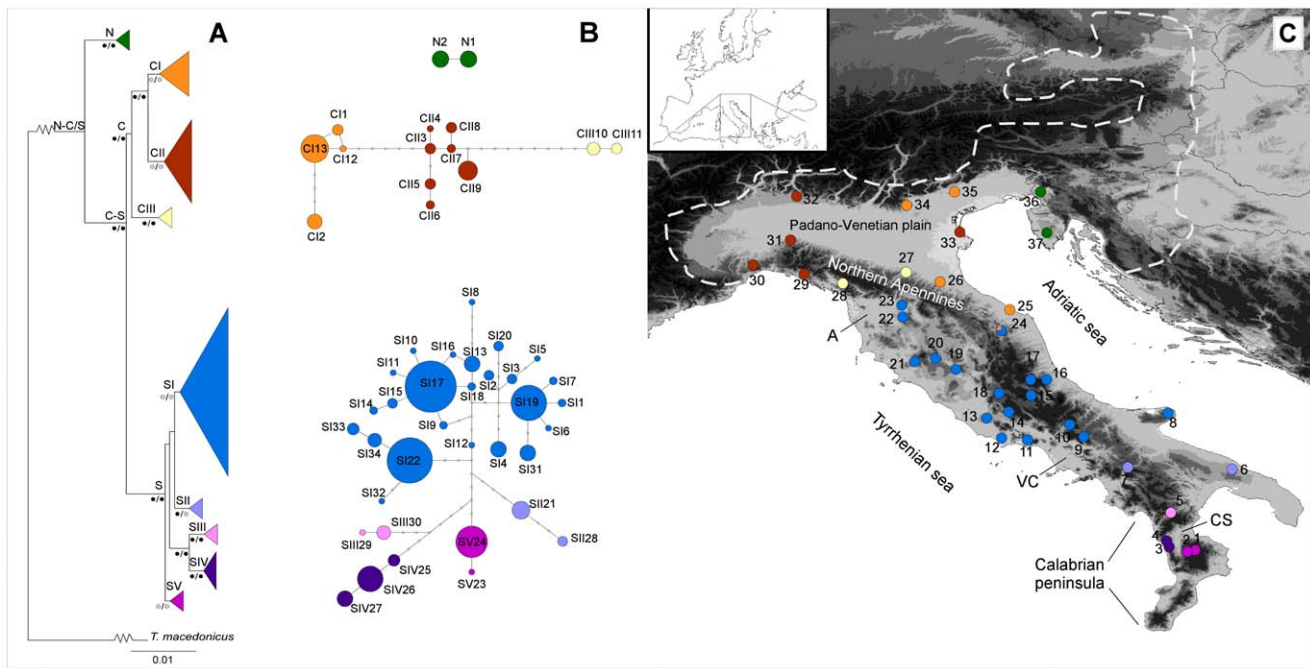 A
N
●/●
CI
○/○
●/●
N-C/S
C
●/●
CII
○/○
C-S
●/●
CIII
●/●
SI
○/○
S
●/●
SII
●/○
SIII
●/●
SIV
●/●
●/●
SV
○/○
T. macedonicus
0.01
B
N2 N1
CI1
CI13
CI12
CI2
CII4
CII3
CII8
CII7
CII9
CII5
CII6
CIII10 CIII11
SI8
SI20
SI10
SI16
SI13
SI5
SI11
SI3
SI17
SI2
SI7
SI18
SI15
SI19
SI1
SI14
SI9
SI6
SI33
SI12
SI34
SI22
SI4
SI31
SI32
SII21
SIII30
SII28
SIII29
SV24
SIV25
SIV26
SV23
SIV27
C
32
34
35
36
Padano-Venetian plain
31
33
37
27
Northern Apennines
30
29
28
26
23
25
Adriatic sea
A
22
24
20
19
21
17
16
18
15
13
14
8
Tyrrhenian sea
12
11
10
9
VC
7
6
5
CS
4
3
2
1
Calabrian
peninsula